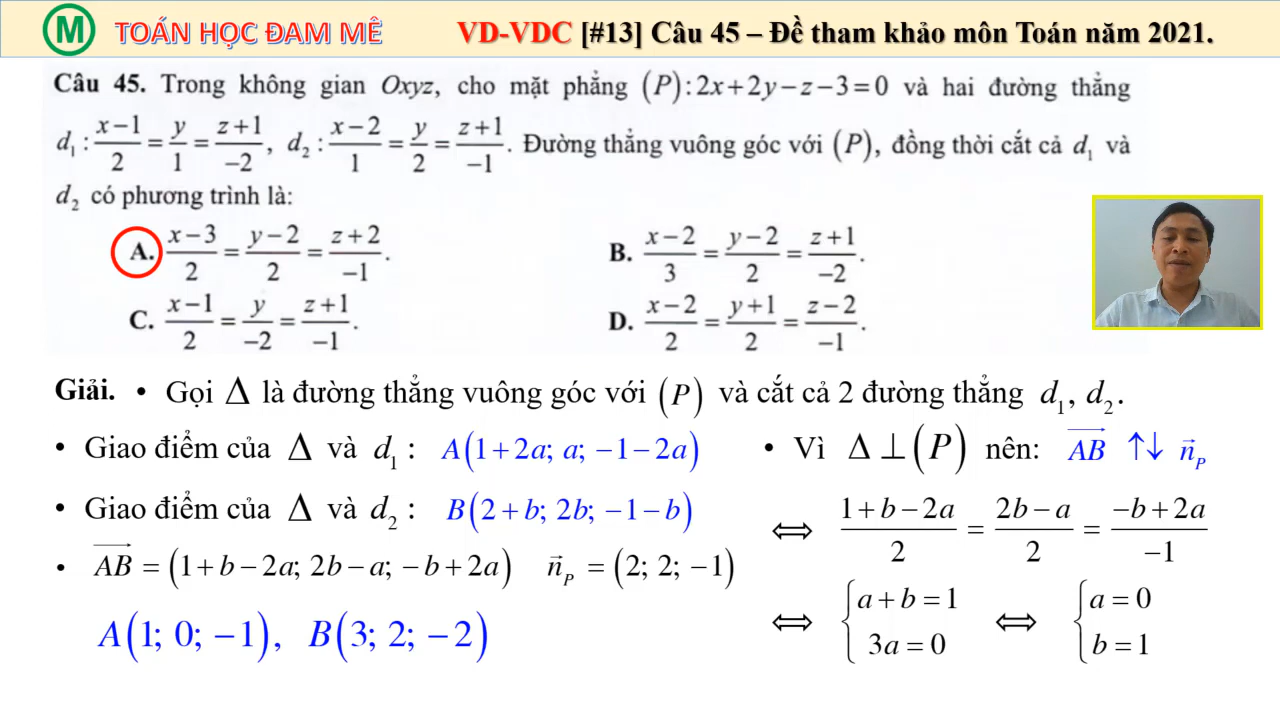 M TOÁN HỌC ĐAM MÊ VD-VDC [#13] Câu 45 – Đề tham khảo môn Toán năm 2021.
Câu 45. Trong không gian Oxyz, cho mặt phẳng (P): 2x+2y−z−3=0 và hai đường thẳng
d₁: (x−1)/2 = y/1 = (z+1)/−2, d₂: (x−2)/1 = y/2 = (z+1)/−1. Đường thẳng vuông góc với (P), đồng thời cắt cả d₁ và
d₂ có phương trình là:
A. (x−3)/2 = (y−2)/2 = (z+2)/−1. B. (x−2)/3 = (y−2)/2 = (z+1)/−2.
C. (x−1)/2 = y/−2 = (z+1)/−1. D. (x−2)/2 = (y+1)/2 = (z−2)/−1.
Giải. • Gọi Δ là đường thẳng vuông góc với (P) và cắt cả 2 đường thẳng d₁, d₂.
• Giao điểm của Δ và d₁: A(1+2a; a; −1−2a)
• Giao điểm của Δ và d₂: B(2+b; 2b; −1−b)
• AB⃗ = (1+b−2a; 2b−a; −b+2a) n⃗_P = (2; 2; −1)
A(1; 0; −1), B(3; 2; −2)
• Vì Δ ⊥ (P) nên: AB⃗ ↑↓ n⃗_P
⇔ (1+b−2a)/2 = (2b−a)/2 = (−b+2a)/−1
⇔ { a+b=1 ; 3a=0 ⇔ { a=0 ; b=1